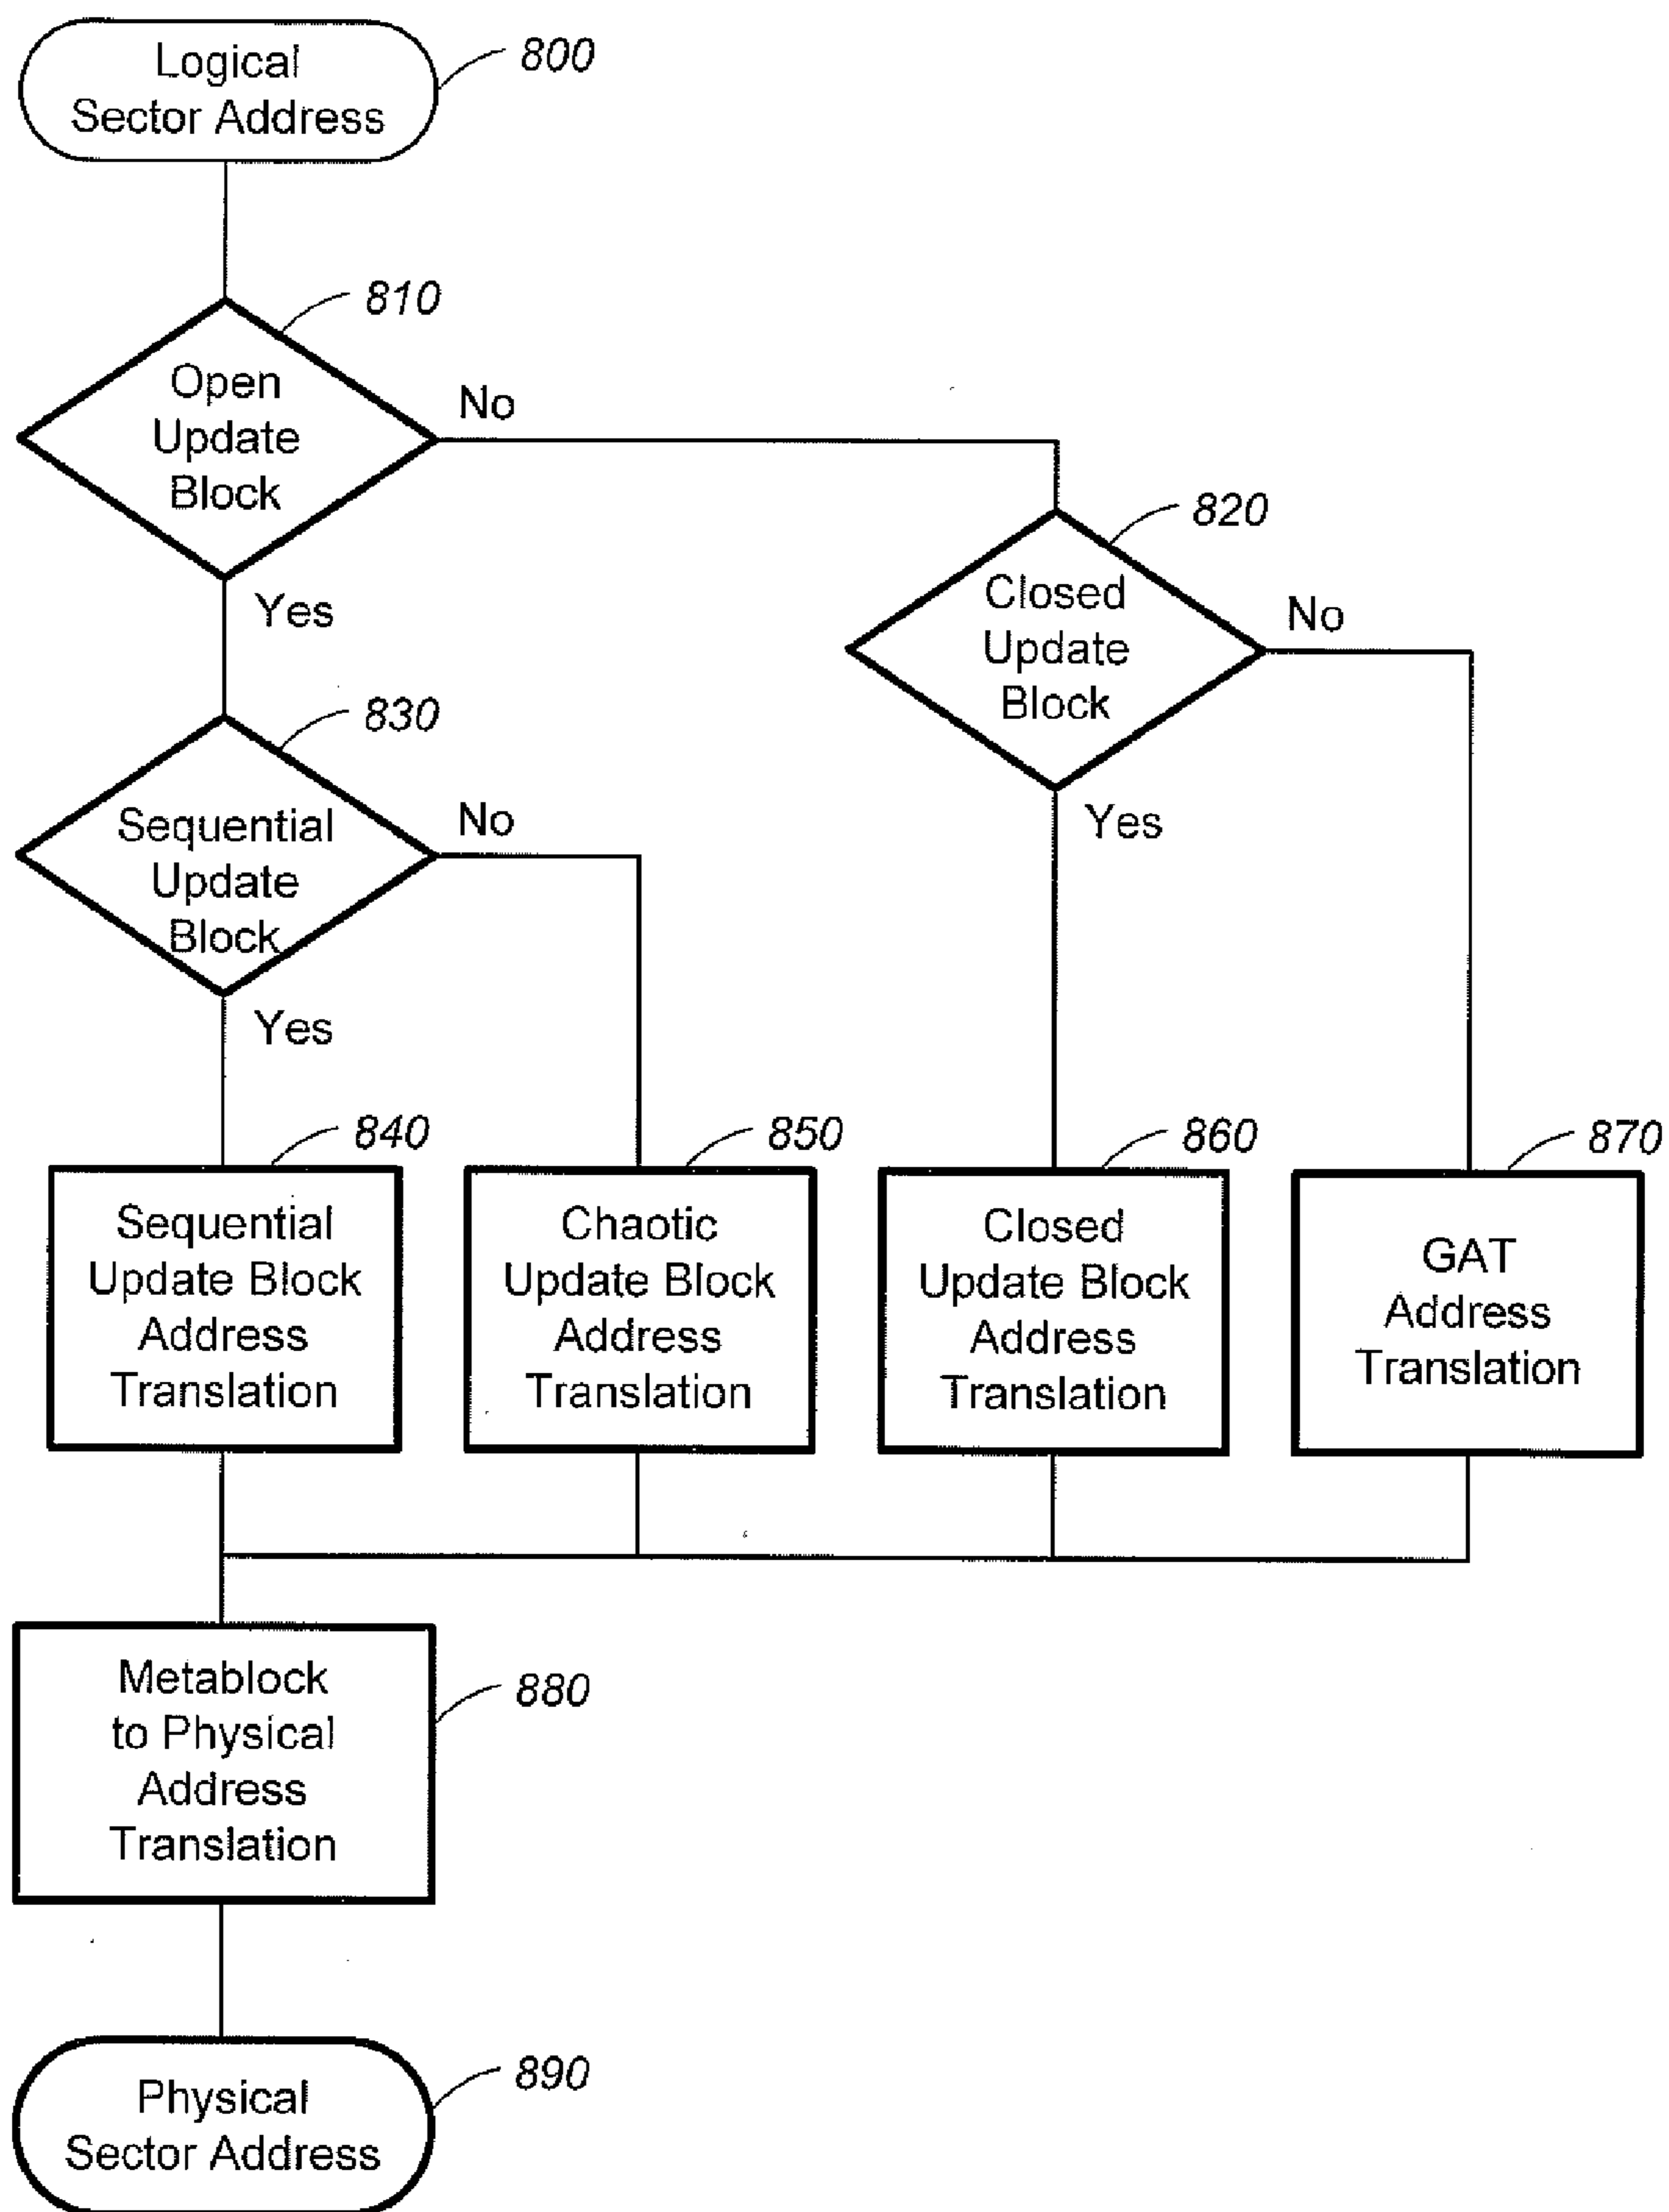 Logical
Sector Address
800
810
Open
Update
Block
No
Yes
820
Closed
Update
Block
No
Yes
830
Sequential
Update
Block
No
Yes
840
Sequential
Update Block
Address
Translation
850
Chaotic
Update Block
Address
Translation
860
Closed
Update Block
Address
Translation
870
GAT
Address
Translation
Metablock
to Physical
Address
Translation
880
Physical
Sector Address
890